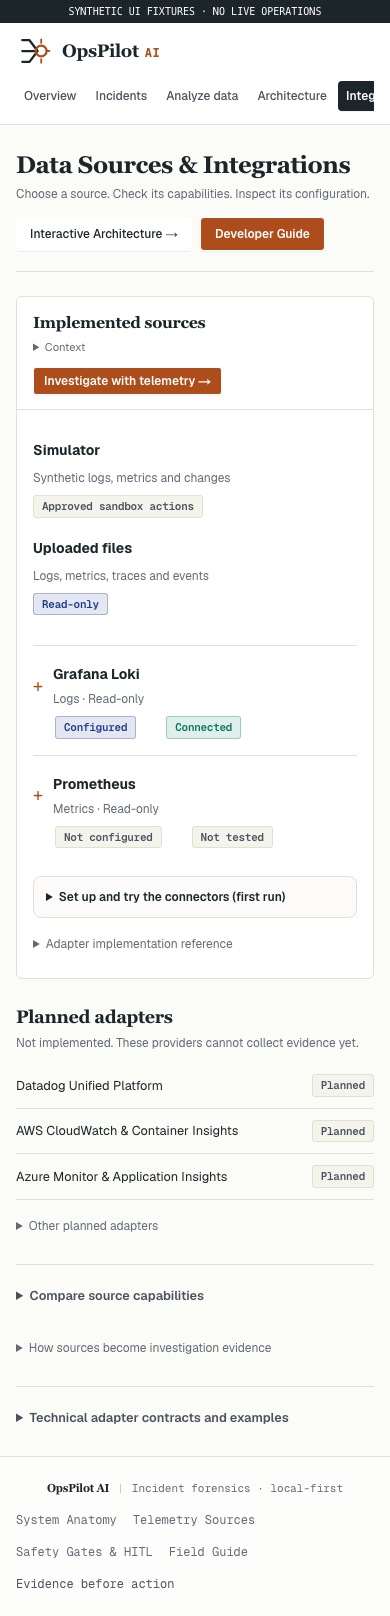 SYNTHETIC UI FIXTURES · NO LIVE OPERATIONS
OpsPilot AI
Overview Incidents Analyze data Architecture Integ
Data Sources & Integrations
Choose a source. Check its capabilities. Inspect its configuration.
Interactive Architecture → Developer Guide
Implemented sources
▶ Context
Investigate with telemetry →
Simulator
Synthetic logs, metrics and changes
Approved sandbox actions
Uploaded files
Logs, metrics, traces and events
Read-only
+ Grafana Loki
Logs · Read-only
Configured Connected
+ Prometheus
Metrics · Read-only
Not configured Not tested
▶ Set up and try the connectors (first run)
▶ Adapter implementation reference
Planned adapters
Not implemented. These providers cannot collect evidence yet.
Datadog Unified Platform Planned
AWS CloudWatch & Container Insights Planned
Azure Monitor & Application Insights Planned
▶ Other planned adapters
▶ Compare source capabilities
▶ How sources become investigation evidence
▶ Technical adapter contracts and examples
OpsPilot AI | Incident forensics · local-first
System Anatomy Telemetry Sources
Safety Gates & HITL Field Guide
Evidence before action